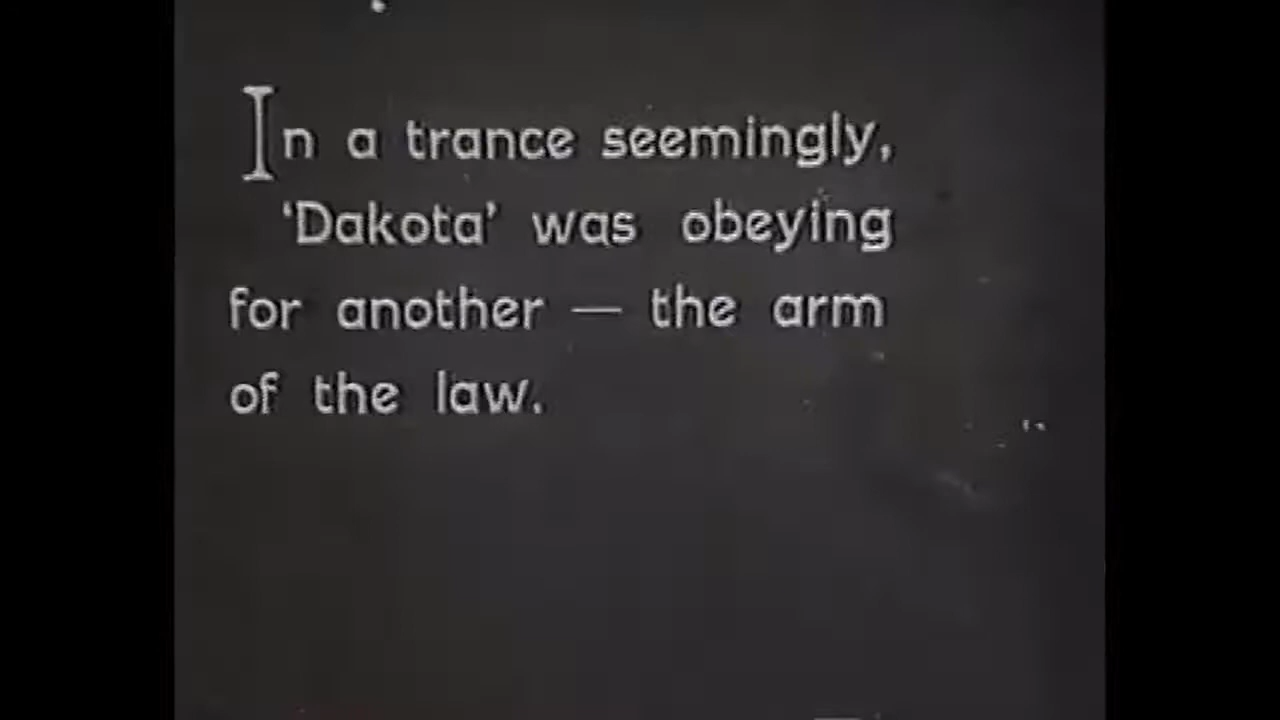 In a trance seemingly,
‘Dakota’ was obeying
for another — the arm
of the law.